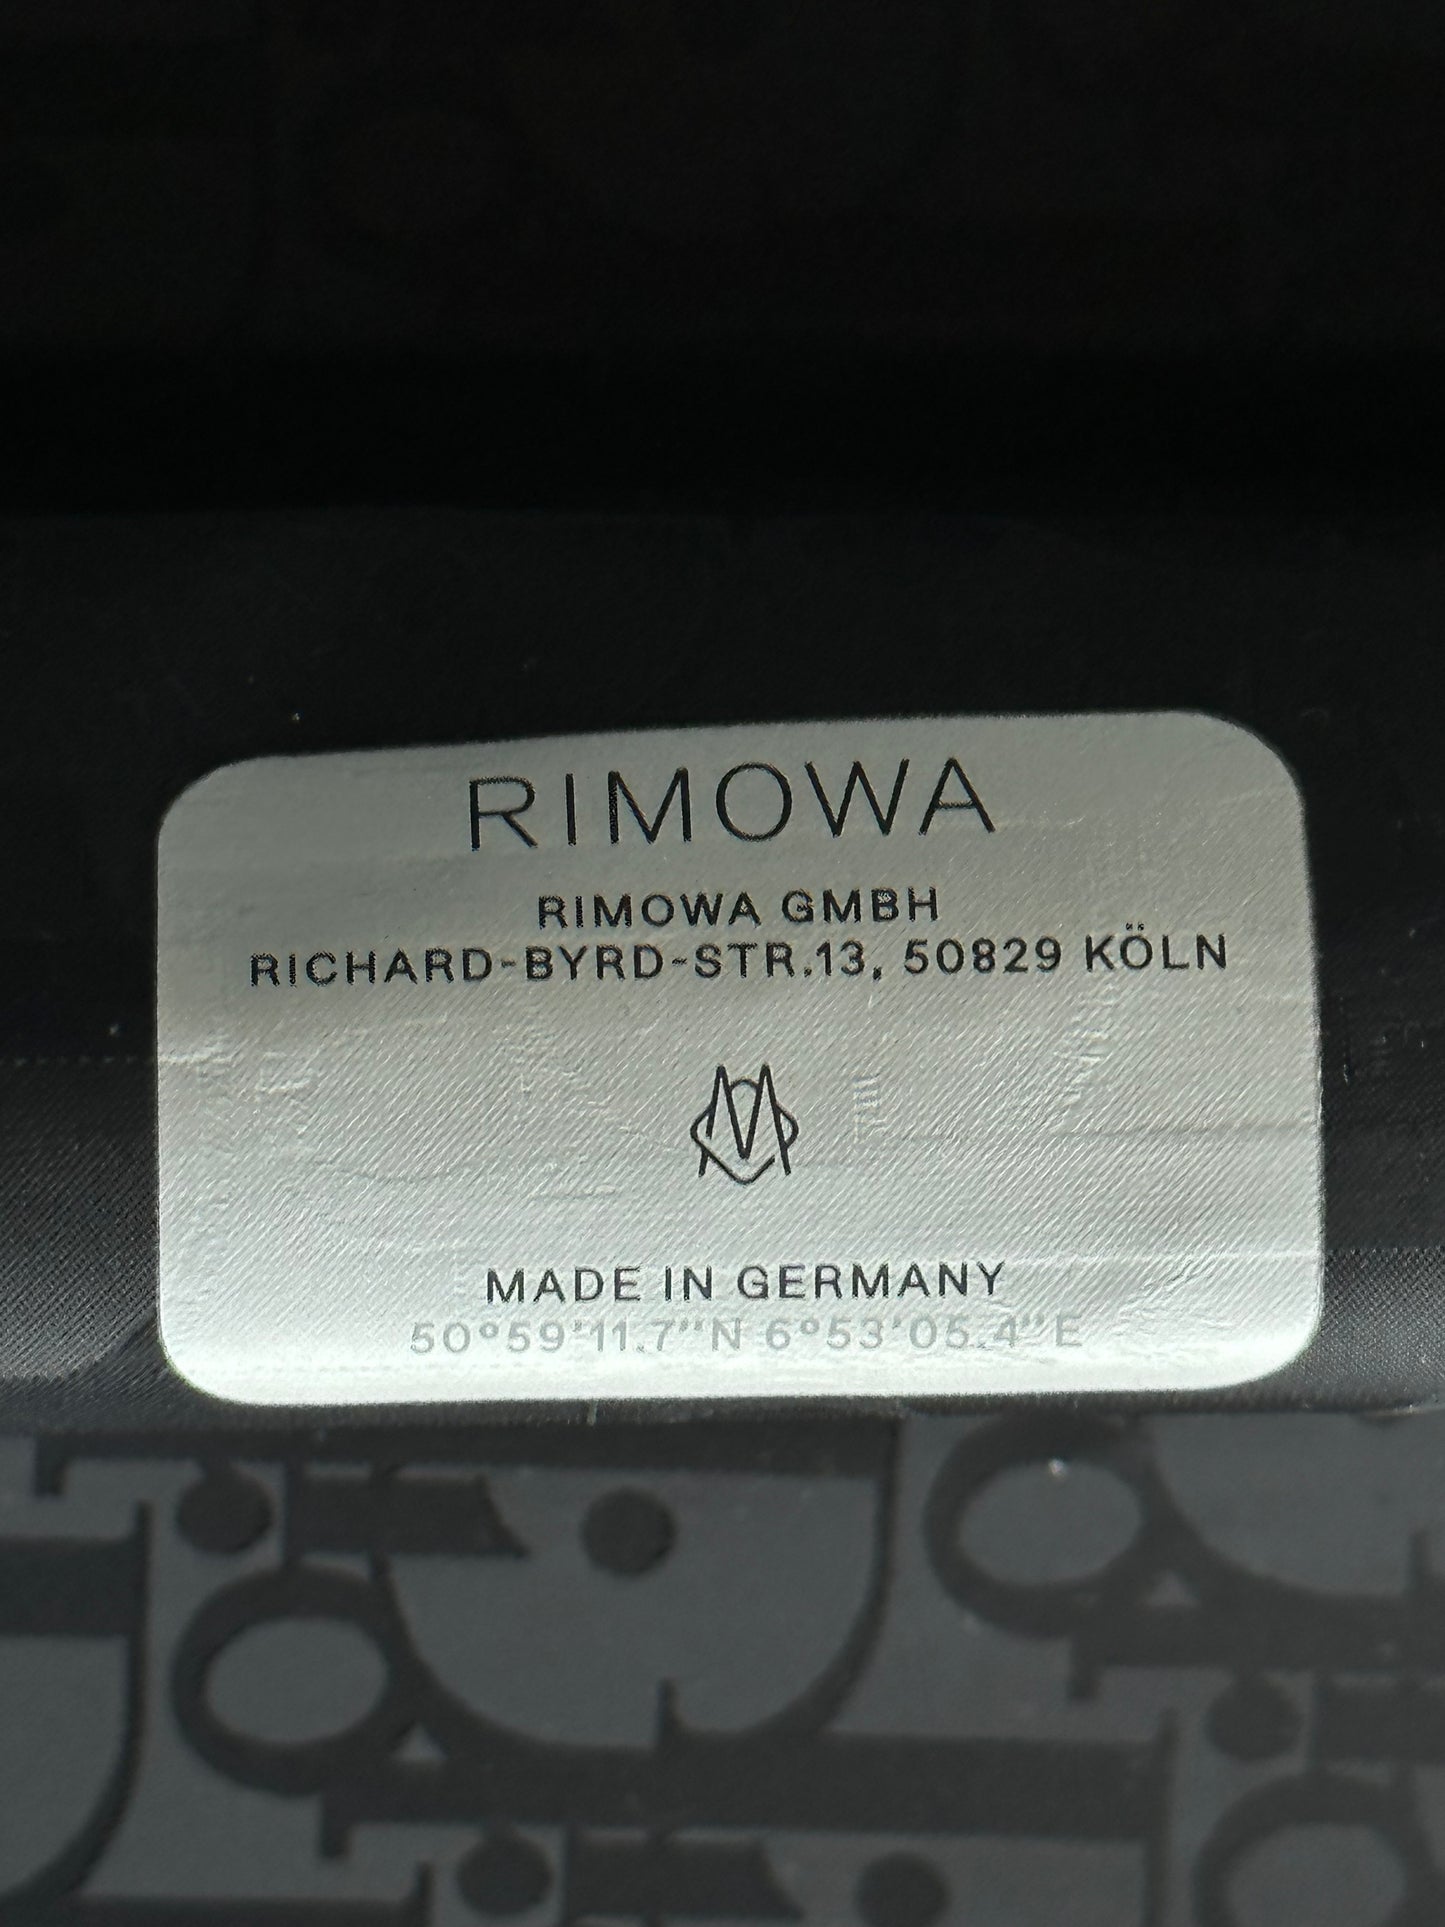 RIMOWA
RIMOWA GMBH
RICHARD-BYRD-STR.13, 50829 KÖLN
MADE IN GERMANY
50°59'11.7"N 6°53'05.4"E